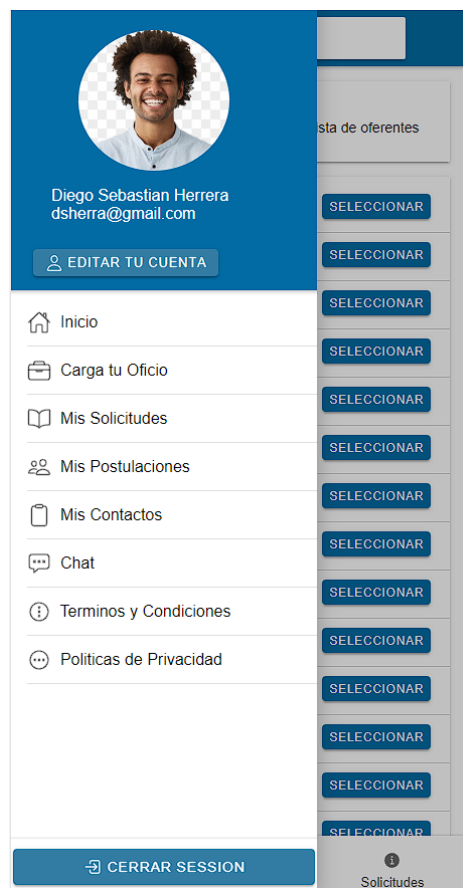 Diego Sebastian Herrera
dsherra@gmail.com
EDITAR TU CUENTA
Inicio
Carga tu Oficio
Mis Solicitudes
Mis Postulaciones
Mis Contactos
Chat
Terminos y Condiciones
Politicas de Privacidad
CERRAR SESSION
sta de oferentes
SELECCIONAR
SELECCIONAR
SELECCIONAR
SELECCIONAR
SELECCIONAR
SELECCIONAR
SELECCIONAR
SELECCIONAR
SELECCIONAR
SELECCIONAR
SELECCIONAR
SELECCIONAR
SELECCIONAR
SELECCIONAR
Solicitudes